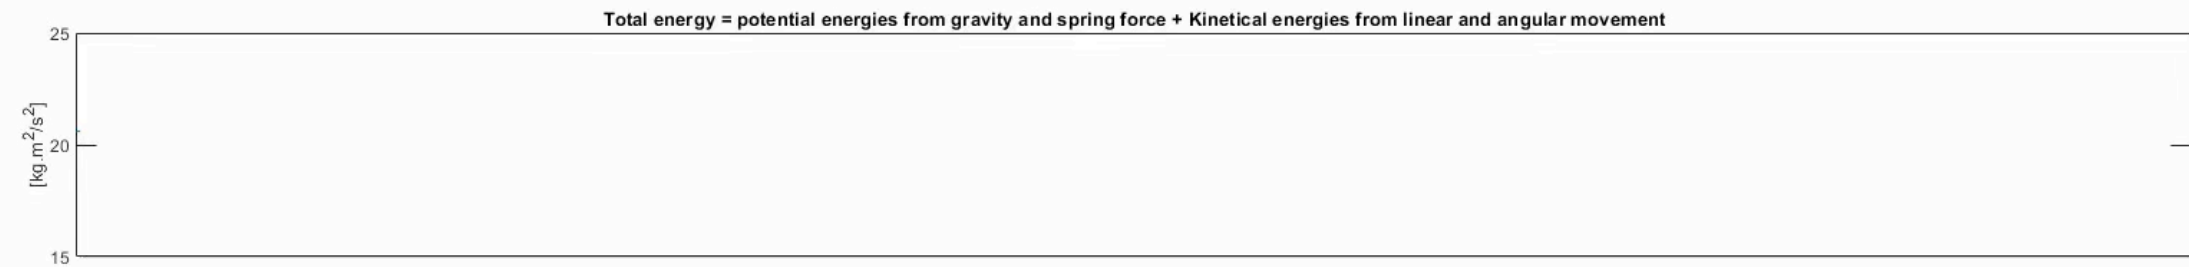 Total energy = potential energies from gravity and spring force + Kinetical energies from linear and angular movement
25
[kg.m²/s²]
20
15